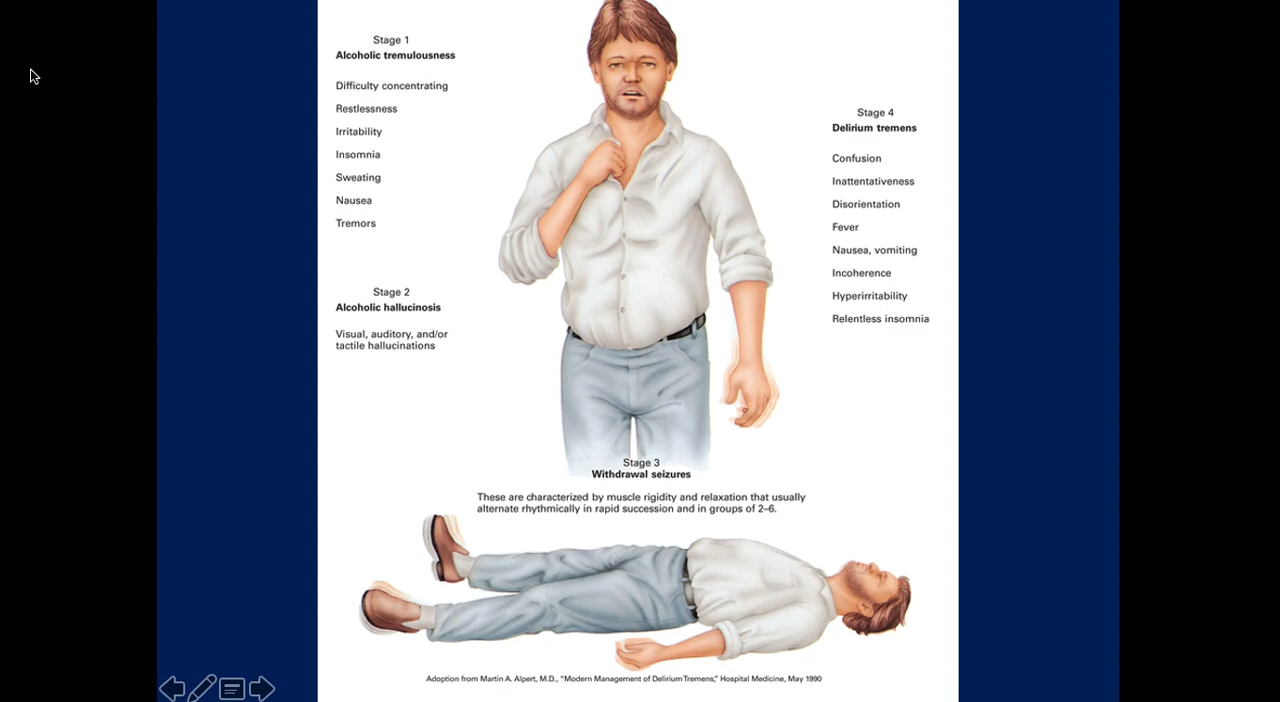 Stage 1
Alcoholic tremulousness
Difficulty concentrating
Restlessness
Irritability
Insomnia
Sweating
Nausea
Tremors
Stage 2
Alcoholic hallucinosis
Visual, auditory, and/or
tactile hallucinations
Stage 4
Delirium tremens
Confusion
Inattentativeness
Disorientation
Fever
Nausea, vomiting
Incoherence
Hyperirritability
Relentless insomnia
Stage 3
Withdrawal seizures
These are characterized by muscle rigidity and relaxation that usually
alternate rhythmically in rapid succession and in groups of 2–6.
Adoption from Martin A. Alpert, M.D., “Modern Management of Delirium Tremens,” Hospital Medicine, May 1990